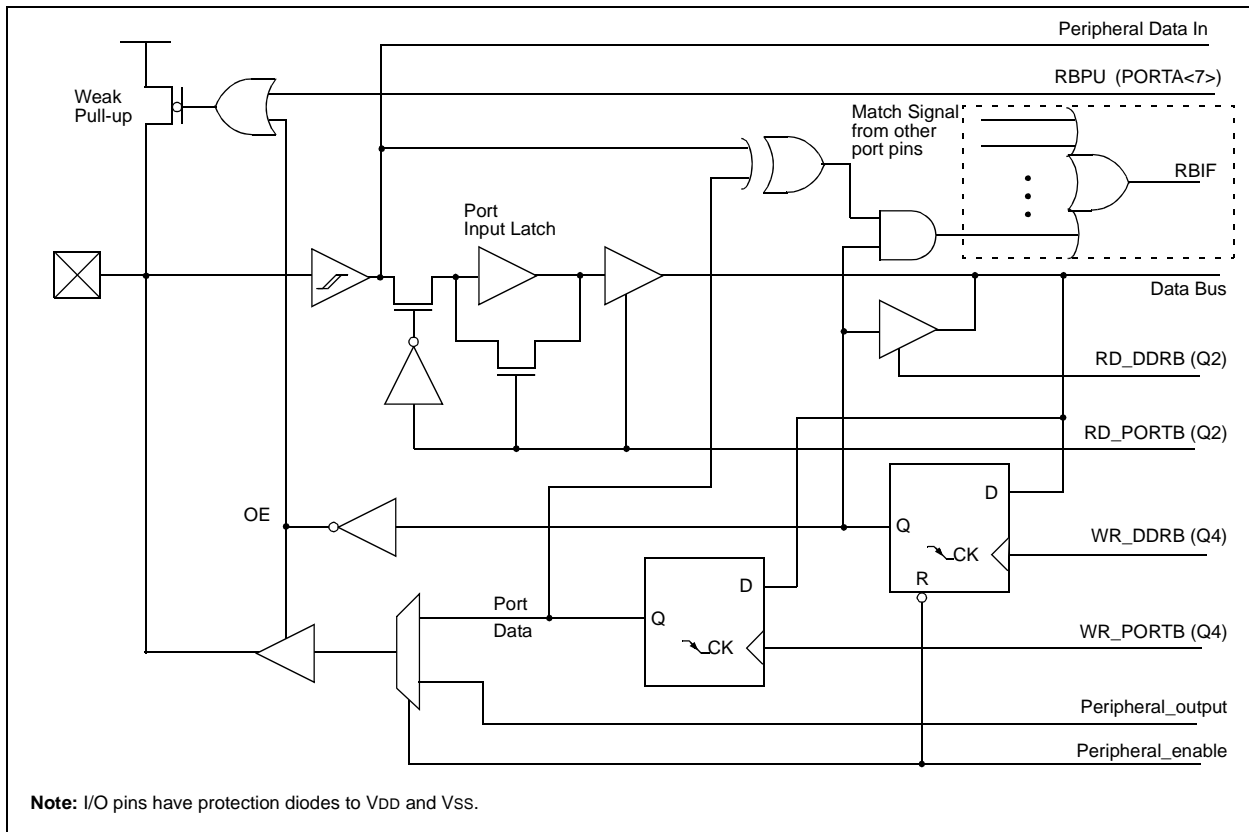 Peripheral Data In
RBPU (PORTA<7>)
Weak
Pull-up
Match Signal
from other
port pins
RBIF
Port
Input Latch
Data Bus
RD_DDRB (Q2)
RD_PORTB (Q2)
D
OE
Q
WR_DDRB (Q4)
CK
R
D
Port
Data
Q
WR_PORTB (Q4)
CK
Peripheral_output
Peripheral_enable
Note: I/O pins have protection diodes to VDD and VSS.